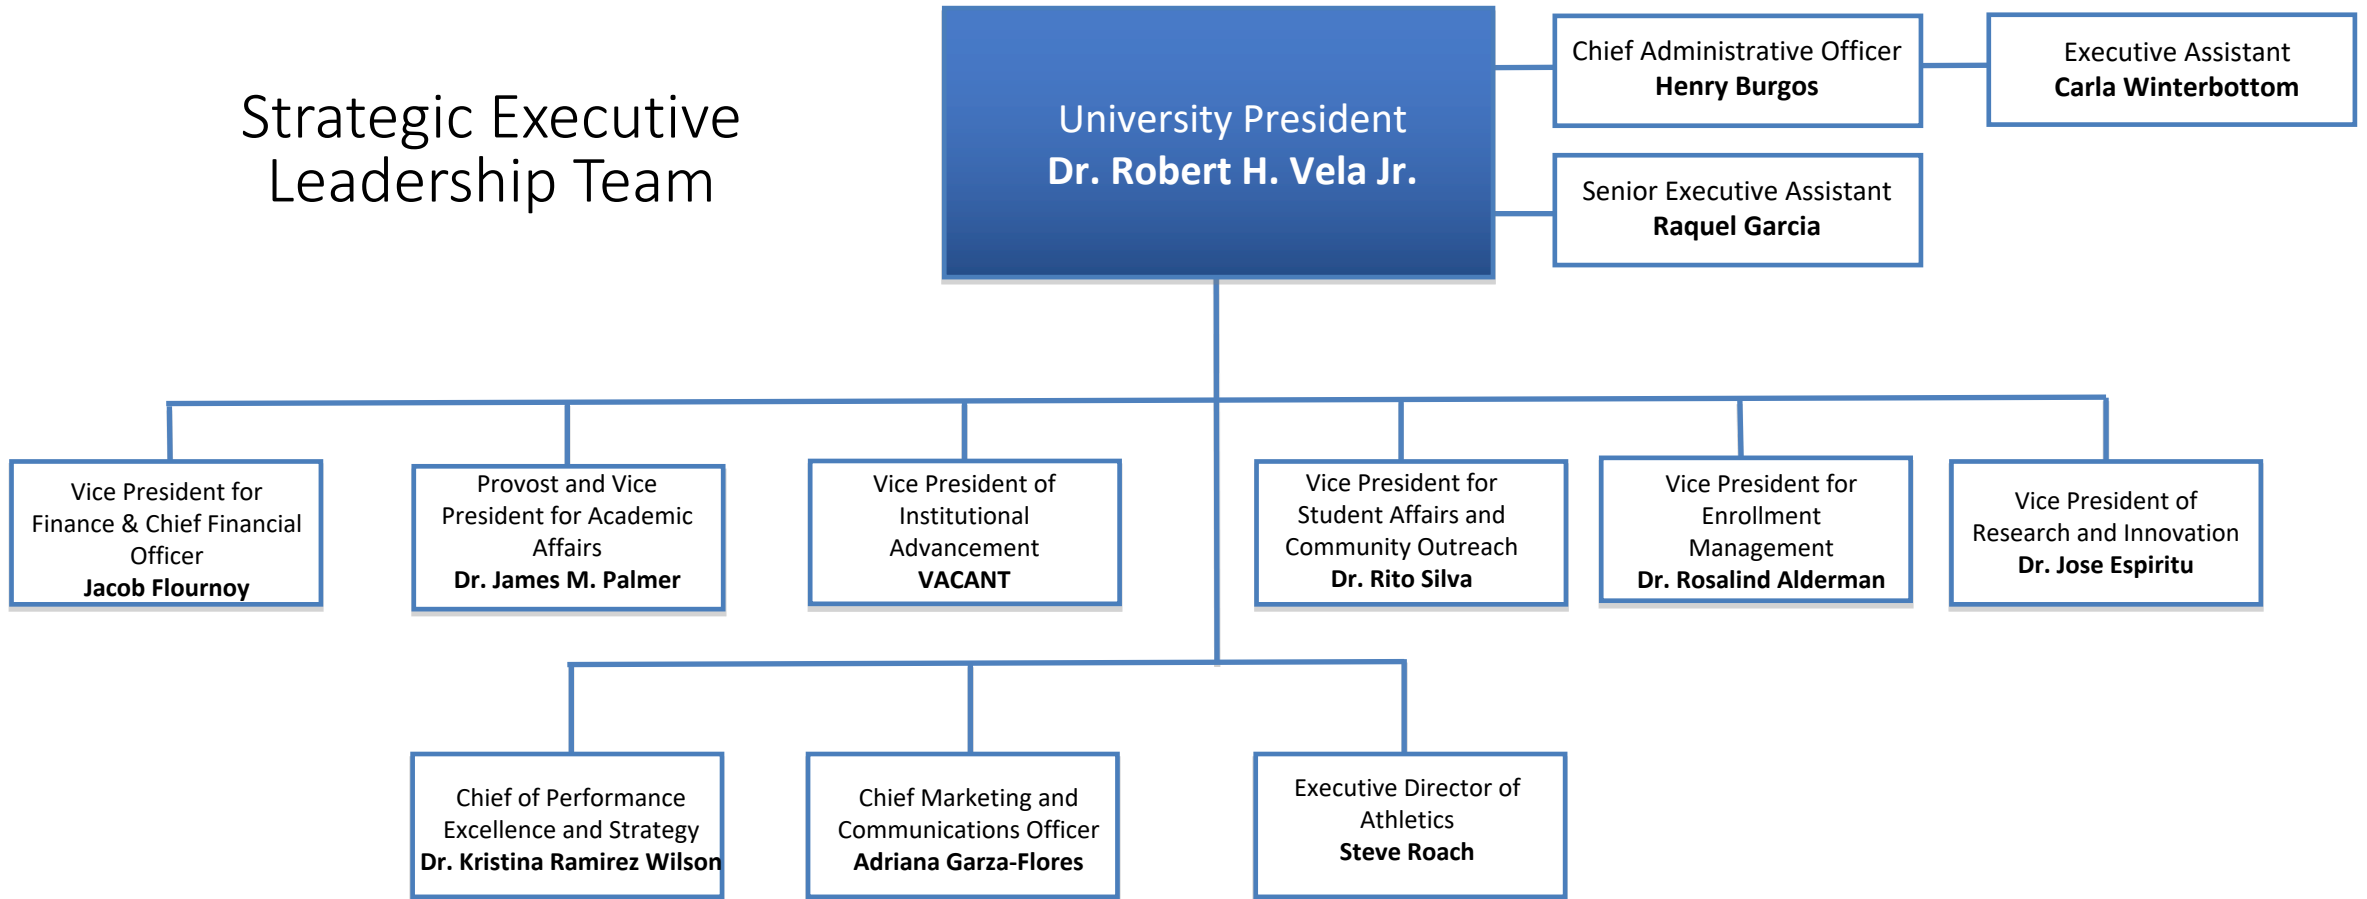 Strategic Executive
Leadership Team
University President
Dr. Robert H. Vela Jr.
Chief Administrative Officer
Henry Burgos
Executive Assistant
Carla Winterbottom
Senior Executive Assistant
Raquel Garcia
Vice President for
Finance & Chief Financial
Officer
Jacob Flournoy
Provost and Vice
President for Academic
Affairs
Dr. James M. Palmer
Vice President of
Institutional
Advancement
VACANT
Vice President for
Student Affairs and
Community Outreach
Dr. Rito Silva
Vice President for
Enrollment
Management
Dr. Rosalind Alderman
Vice President of
Research and Innovation
Dr. Jose Espiritu
Chief of Performance
Excellence and Strategy
Dr. Kristina Ramirez Wilson
Chief Marketing and
Communications Officer
Adriana Garza-Flores
Executive Director of
Athletics
Steve Roach